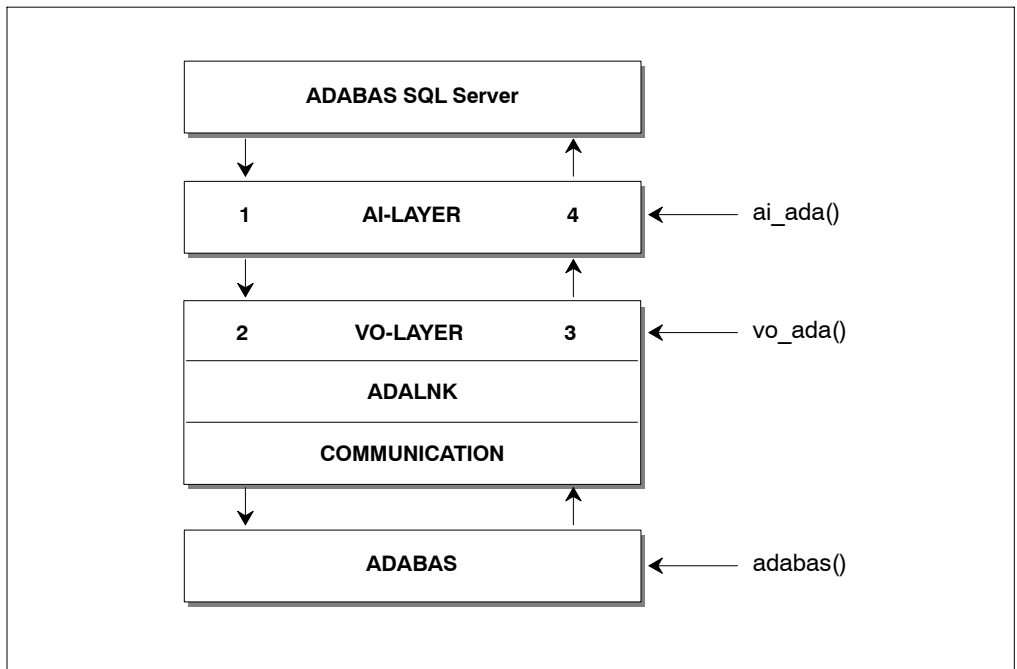 ADABAS SQL Server
1 AI-LAYER 4 ai_ada()
2 VO-LAYER 3 vo_ada()
ADALNK
COMMUNICATION
ADABAS adabas()